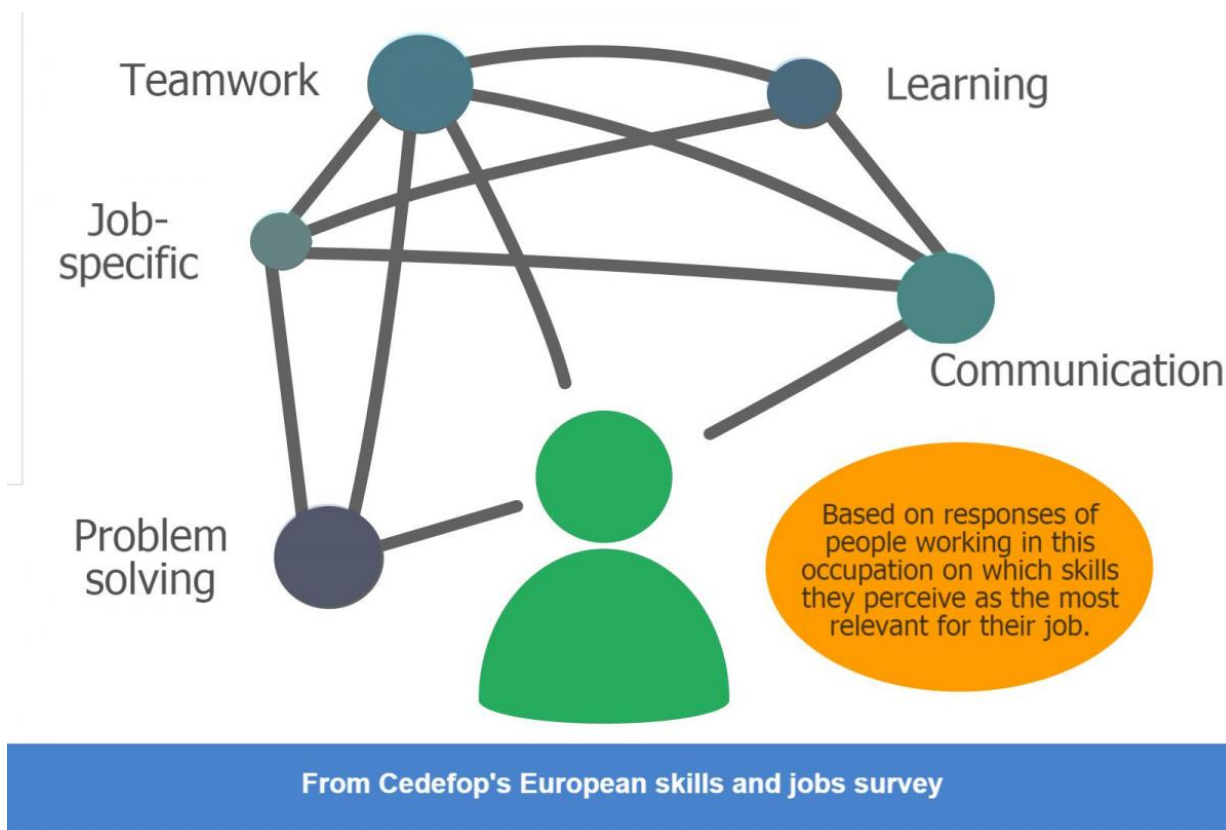 Teamwork
Learning
Job-
specific
Communication
Problem
solving
Based on responses of
people working in this
occupation on which skills
they perceive as the most
relevant for their job.
From Cedefop's European skills and jobs survey